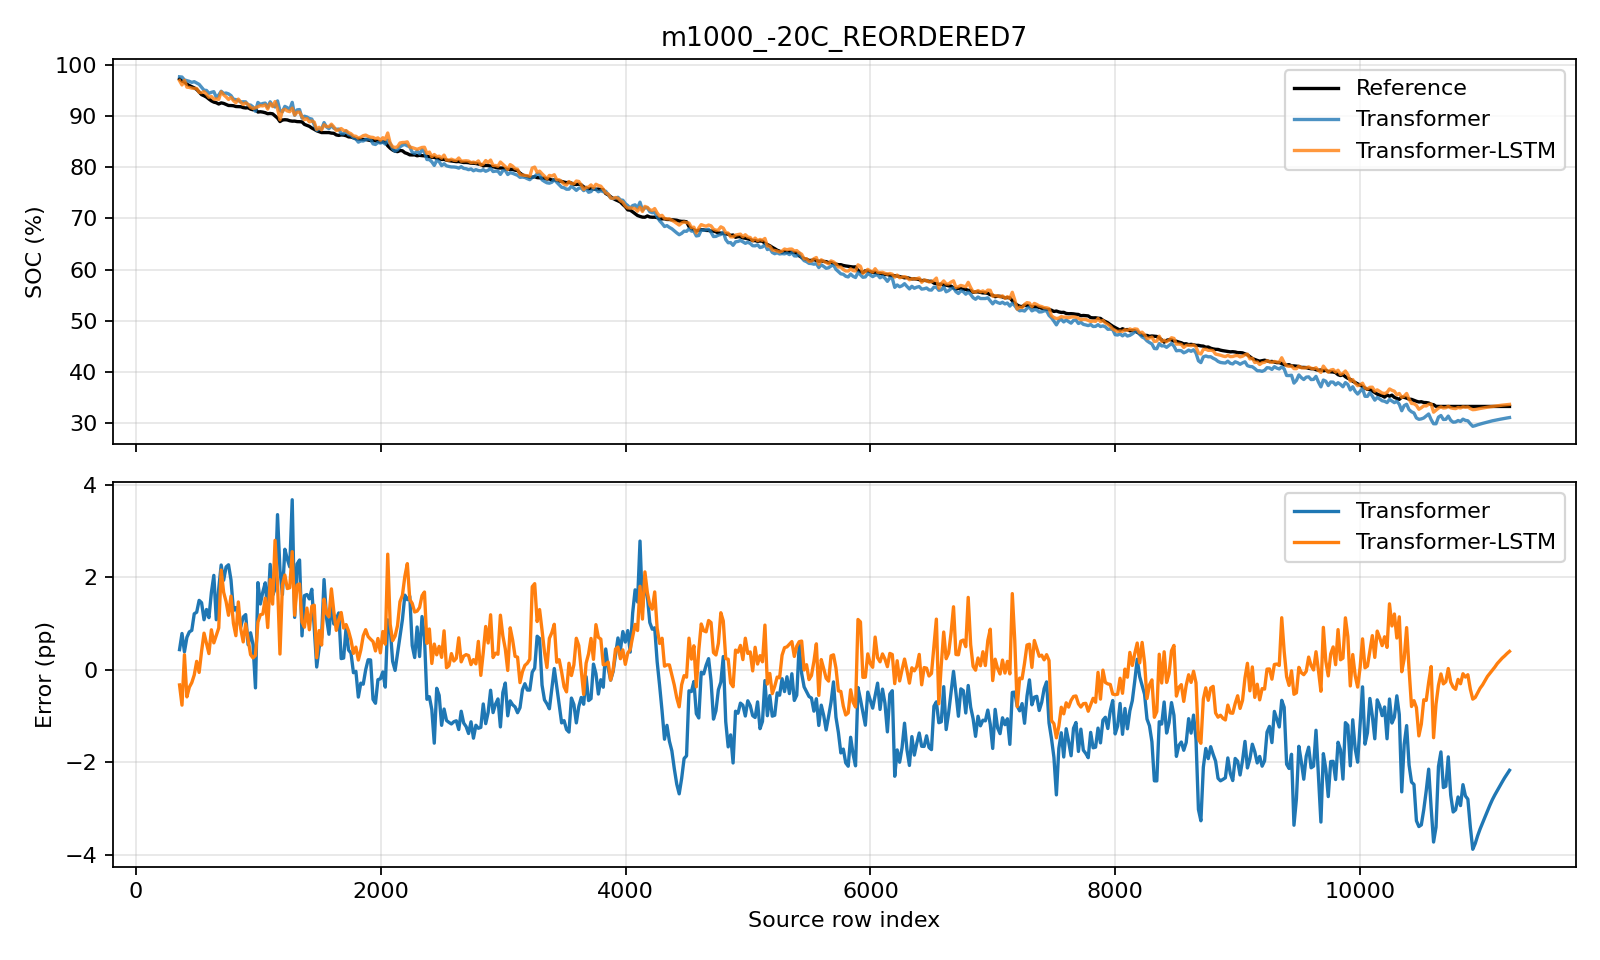 m1000_-20C_REORDERED7
100
90
80
70
60
50
40
30
SOC (%)
Reference
Transformer
Transformer-LSTM
4
2
0
−2
−4
Error (pp)
Transformer
Transformer-LSTM
0
2000
4000
6000
8000
10000
Source row index